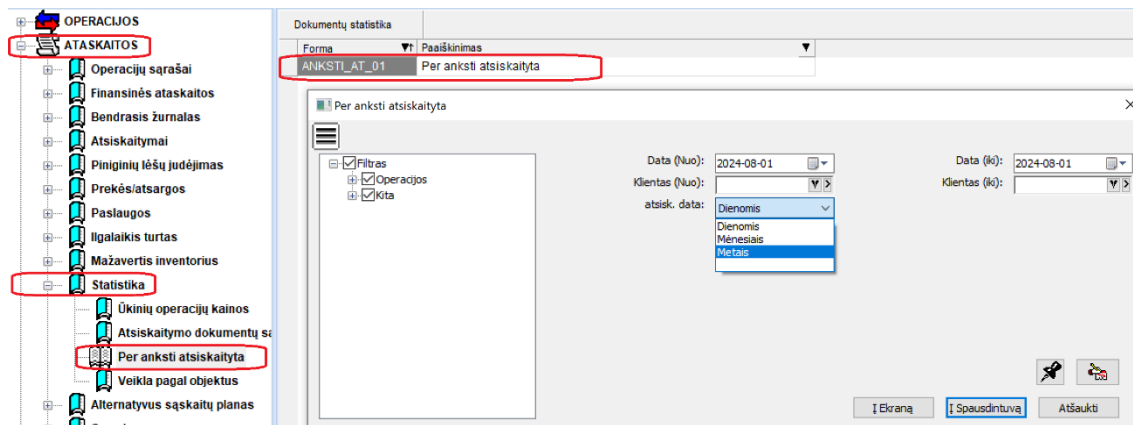 OPERACIJOS
ATASKAITOS
Operacijų sąrašai
Finansinės ataskaitos
Bendrasis žurnalas
Atsiskaitymai
Piniginių lėšų judėjimas
Prekės/atsargos
Paslaugos
Ilgalaikis turtas
Mažavertis inventorius
Statistika
Ūkinių operacijų kainos
Atsiskaitymo dokumentų są
Per anksti atsiskaityta
Veikla pagal objektus
Alternatyvus sąskaitų planas
Dokumentų statistika
Forma Paaiškinimas
ANKSTI_AT_01 Per anksti atsiskaityta
Per anksti atsiskaityta
Filtras
Operacijos
Kita
Data (Nuo): 2024-08-01 Data (iki): 2024-08-01
Klientas (Nuo): Klientas (iki):
atsisk. data: Dienomis
Dienomis
Mėnesiais
Metais
Į Ekraną Į Spausdintuvą Atšaukti